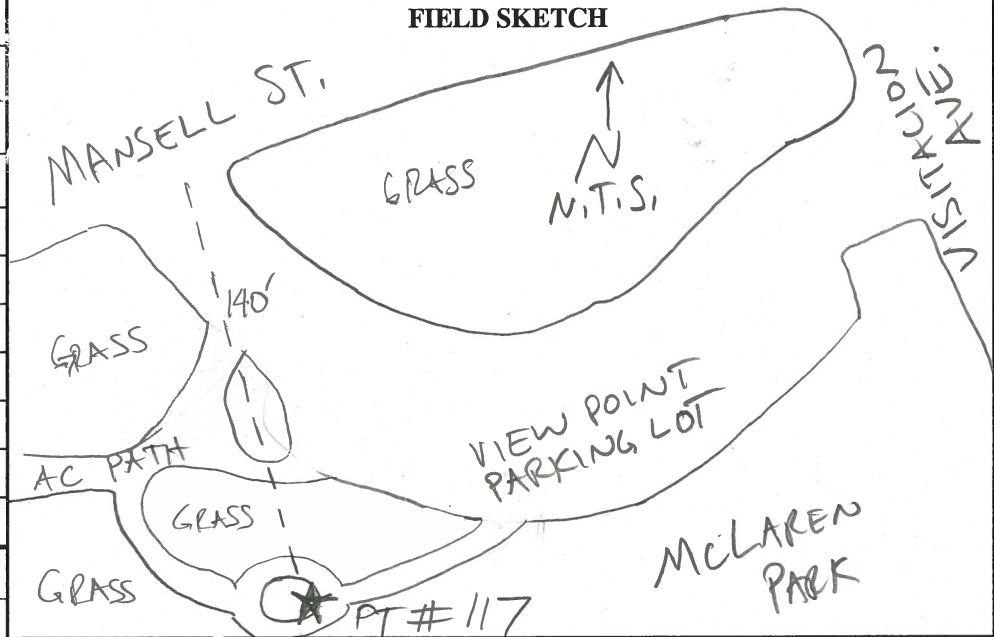 FIELD SKETCH
MANSELL ST.
VISITACION
AVE.
GRASS
N
N.T.S.
140'
GRASS
VIEW POINT
PARKING LOT
AC PATH
GRASS
McLAREN
PARK
GRASS
PT # 117